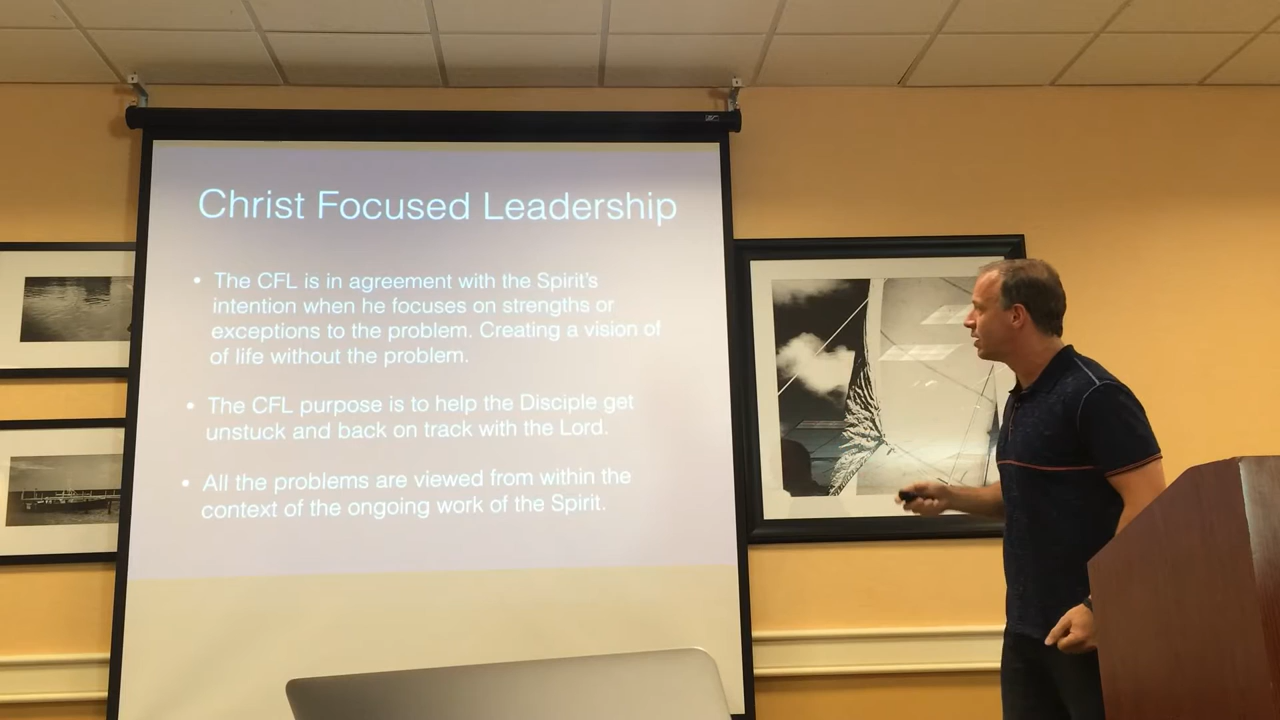 Christ Focused Leadership
• The CFL is in agreement with the Spirit's
intention when he focuses on strengths or
exceptions to the problem. Creating a vision of
of life without the problem.
• The CFL purpose is to help the Disciple get
unstuck and back on track with the Lord.
• All the problems are viewed from within the
context of the ongoing work of the Spirit.